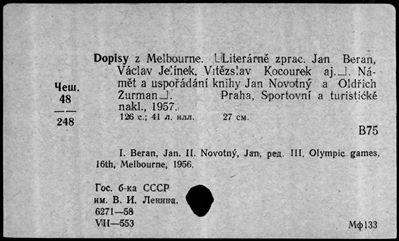 Dopisy z Melbourne. Literárně zprac. Jan Beran,
Václav Jelínek, Vítězslav Kocourek aj. Ná-
mět a uspořádání knihy Jan Novotný a Oldřich
Žurman. Praha, Sportovní a turistické
nakl., 1957.
126 с.; 41 л. илл. 27 см.
Чеш.
48
248
B75
I. Beran, Jan. II. Novotný, Jan, ред. III. Olympic games,
16th, Melbourne, 1956.
Гос. б-ка СССР
им. В. И. Ленина.
6271—58
VII—553
Мф133